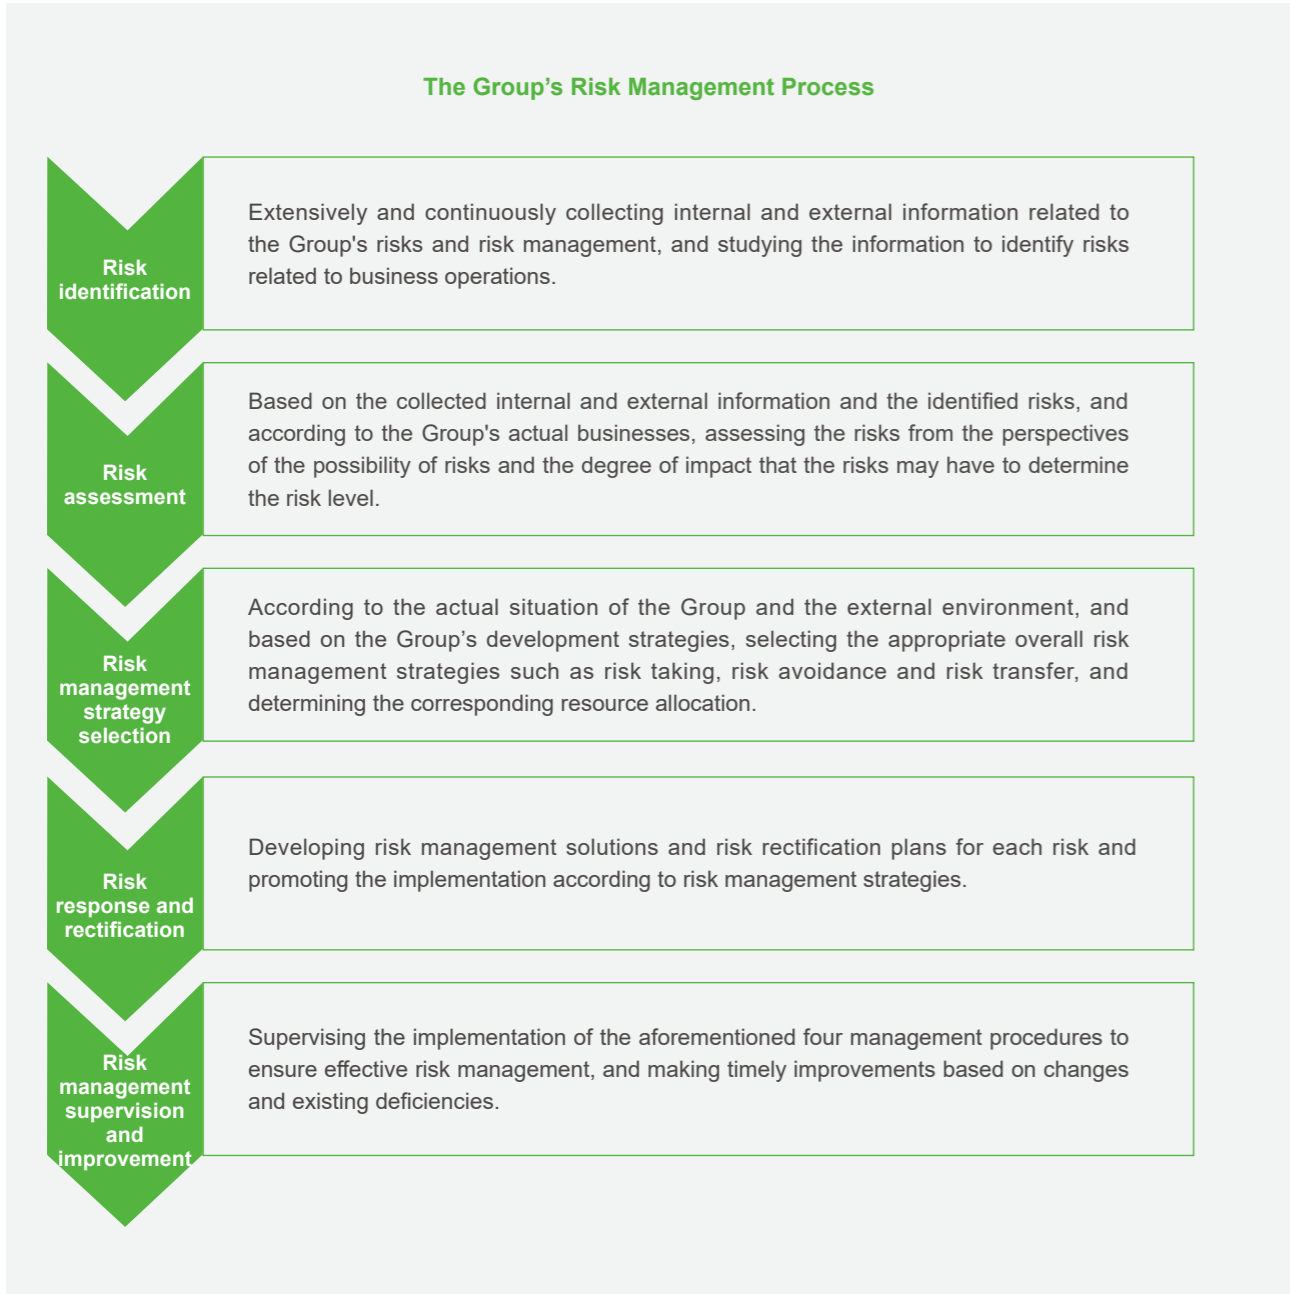 The Group’s Risk Management Process
Risk
identification
Extensively and continuously collecting internal and external information related to
the Group's risks and risk management, and studying the information to identify risks
related to business operations.
Risk
assessment
Based on the collected internal and external information and the identified risks, and
according to the Group's actual businesses, assessing the risks from the perspectives
of the possibility of risks and the degree of impact that the risks may have to determine
the risk level.
Risk
management
strategy
selection
According to the actual situation of the Group and the external environment, and
based on the Group’s development strategies, selecting the appropriate overall risk
management strategies such as risk taking, risk avoidance and risk transfer, and
determining the corresponding resource allocation.
Risk
response and
rectification
Developing risk management solutions and risk rectification plans for each risk and
promoting the implementation according to risk management strategies.
Risk
management
supervision
and
improvement
Supervising the implementation of the aforementioned four management procedures to
ensure effective risk management, and making timely improvements based on changes
and existing deficiencies.